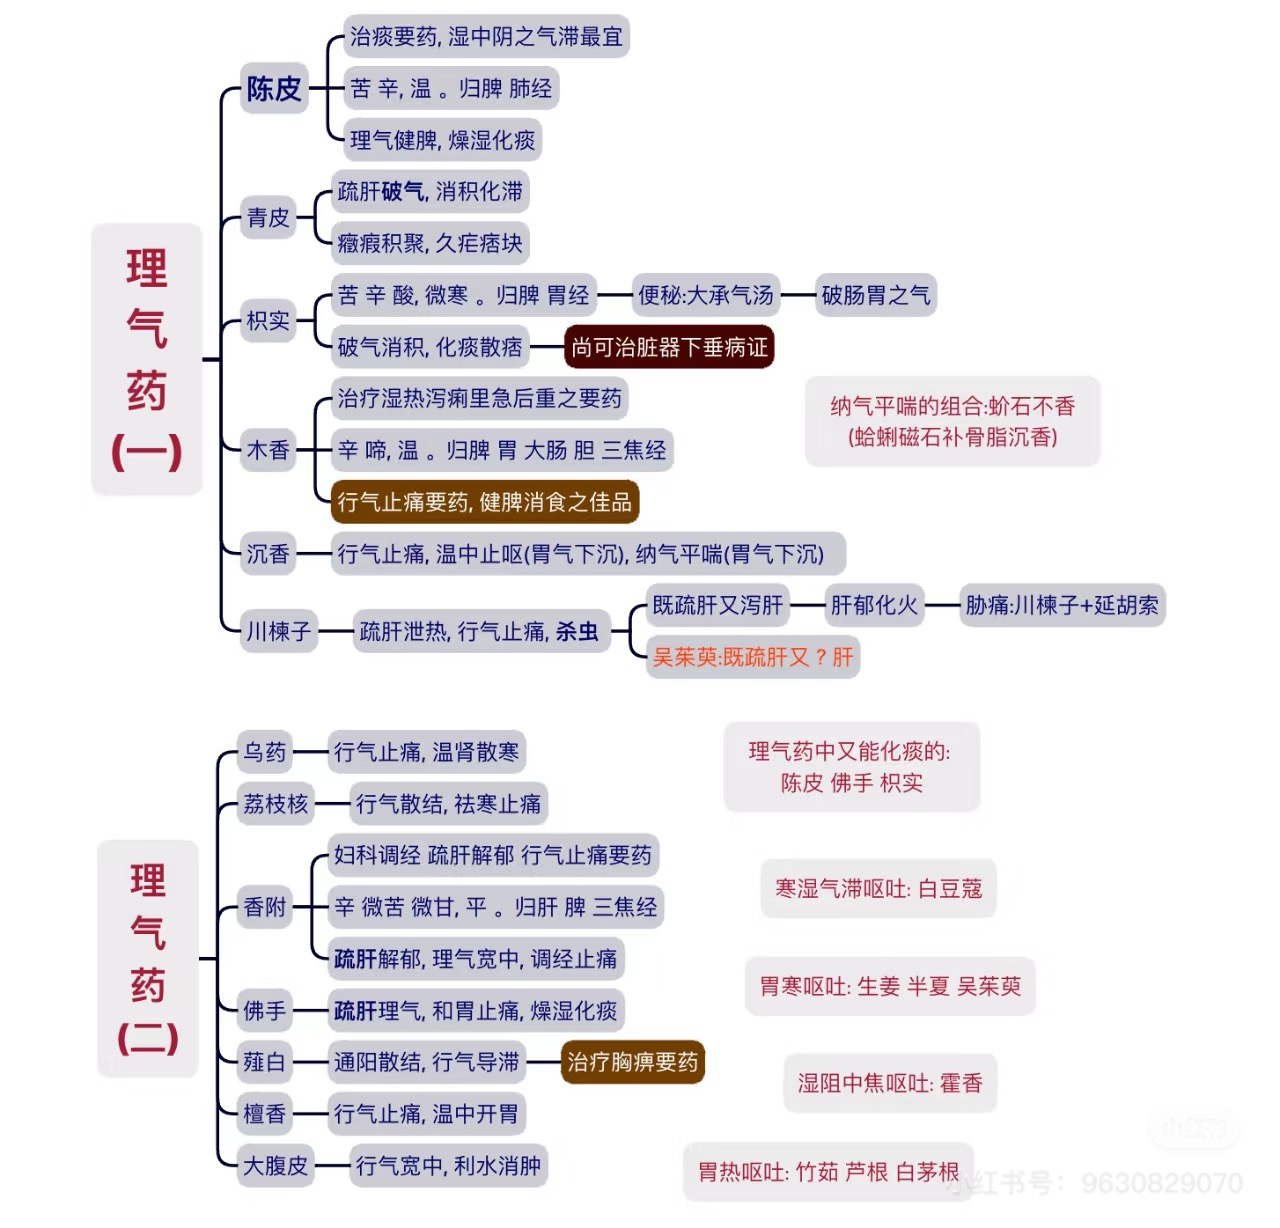 理
气
药
(一)
陈皮
治痰要药, 湿中阴之气滞最宜
苦 辛, 温 。归脾 肺经
理气健脾, 燥湿化痰
青皮
疏肝破气, 消积化滞
癥瘕积聚, 久疟痞块
枳实
苦 辛 酸, 微寒 。归脾 胃经
便秘:大承气汤
破肠胃之气
破气消积, 化痰散痞
尚可治脏器下垂病证
木香
治疗湿热泻痢里急后重之要药
辛 啼, 温 。归脾 胃 大肠 胆 三焦经
行气止痛要药, 健脾消食之佳品
纳气平喘的组合:蚧石不香
(蛤蜊磁石补骨脂沉香)
沉香
行气止痛, 温中止呕(胃气下沉), 纳气平喘(胃气下沉)
川楝子
疏肝泄热, 行气止痛, 杀虫
既疏肝又泻肝
肝郁化火
胁痛:川楝子+延胡索
吴茱萸:既疏肝又 ? 肝
理
气
药
(二)
乌药
行气止痛, 温肾散寒
荔枝核
行气散结, 祛寒止痛
香附
妇科调经 疏肝解郁 行气止痛要药
辛 微苦 微甘, 平 。归肝 脾 三焦经
疏肝解郁, 理气宽中, 调经止痛
佛手
疏肝理气, 和胃止痛, 燥湿化痰
薤白
通阳散结, 行气导滞
治疗胸痹要药
檀香
行气止痛, 温中开胃
大腹皮
行气宽中, 利水消肿
理气药中又能化痰的:
陈皮 佛手 枳实
寒湿气滞呕吐: 白豆蔻
胃寒呕吐: 生姜 半夏 吴茱萸
湿阻中焦呕吐: 霍香
胃热呕吐: 竹茹 芦根 白茅根
小红书
小红书号: 9630829070